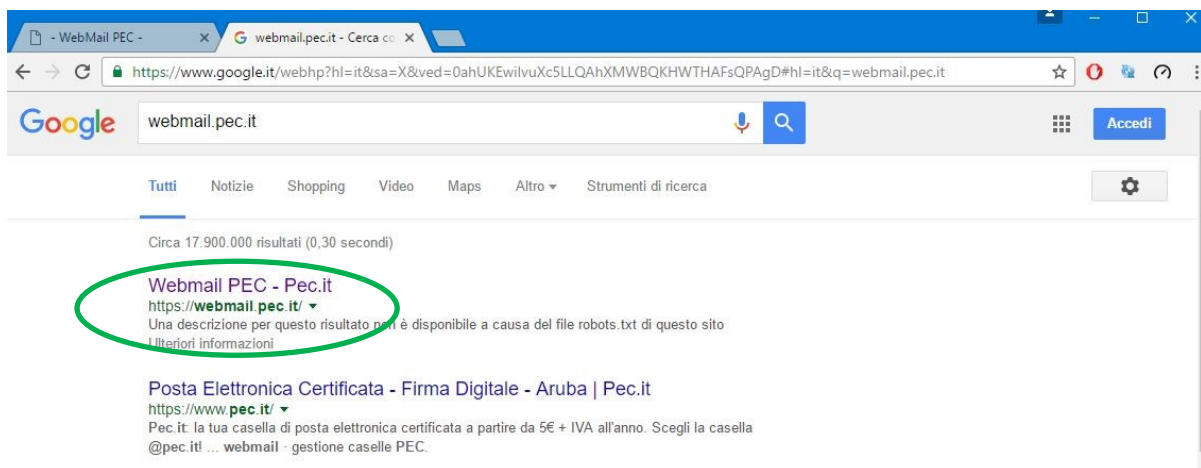 - WebMail PEC -
webmail.pec.it - Cerca co
https://www.google.it/webhp?hl=it&sa=X&ved=0ahUKEwilvuXc5LLQAhXMWBQKHWTHAFsQPAgD#hl=it&q=webmail.pec.it
Google
webmail.pec.it
Accedi
Tutti Notizie Shopping Video Maps Altro Strumenti di ricerca
Circa 17.900.000 risultati (0,30 secondi)
Webmail PEC - Pec.it
https://webmail.pec.it/
Una descrizione per questo risultato non è disponibile a causa del file robots.txt di questo sito
Ulteriori informazioni
Posta Elettronica Certificata - Firma Digitale - Aruba | Pec.it
https://www.pec.it/
Pec.it: la tua casella di posta elettronica certificata a partire da 5€ + IVA all'anno. Scegli la casella
@pec.it! ... webmail · gestione caselle PEC.